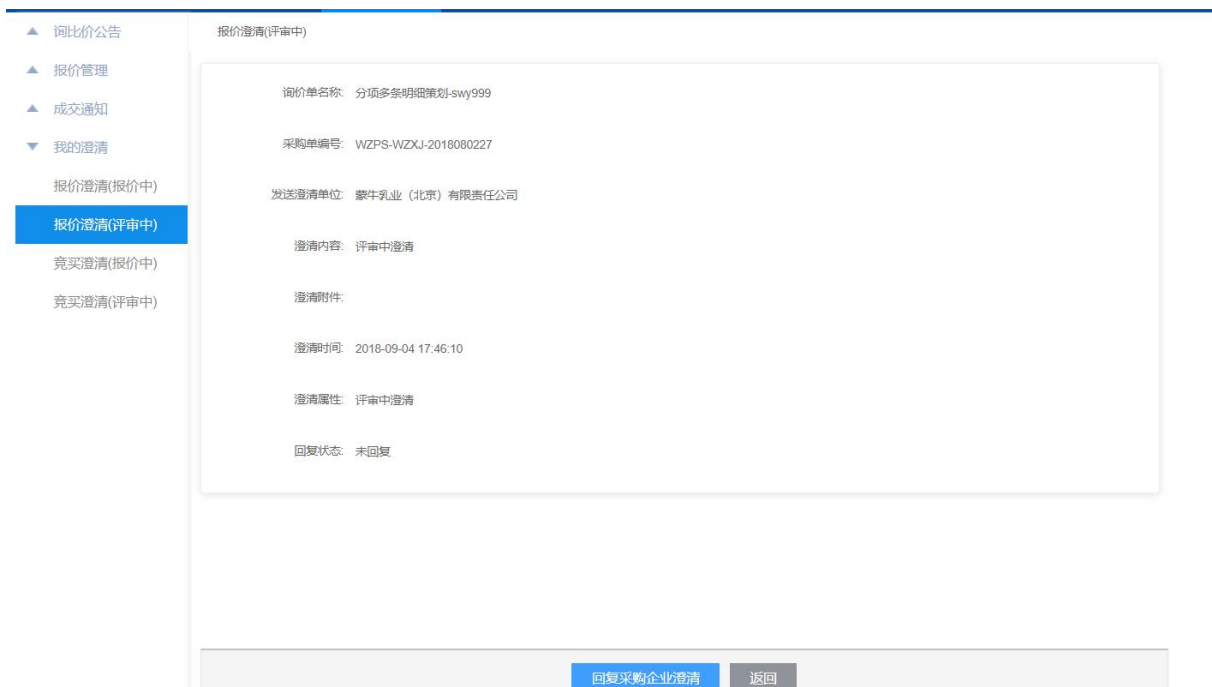 询比价公告
报价管理
成交通知
我的澄清
报价澄清(报价中)
报价澄清(评审中)
竞买澄清(报价中)
竞买澄清(评审中)
报价澄清(评审中)
询价单名称: 分项多条明细策划-swy999
采购单编号: WZPS-WZXJ-2018080227
发送澄清单位: 蒙牛乳业（北京）有限责任公司
澄清内容: 评审中澄清
澄清附件:
澄清时间: 2018-09-04 17:46:10
澄清属性: 评审中澄清
回复状态: 未回复
回复采购企业澄清 返回